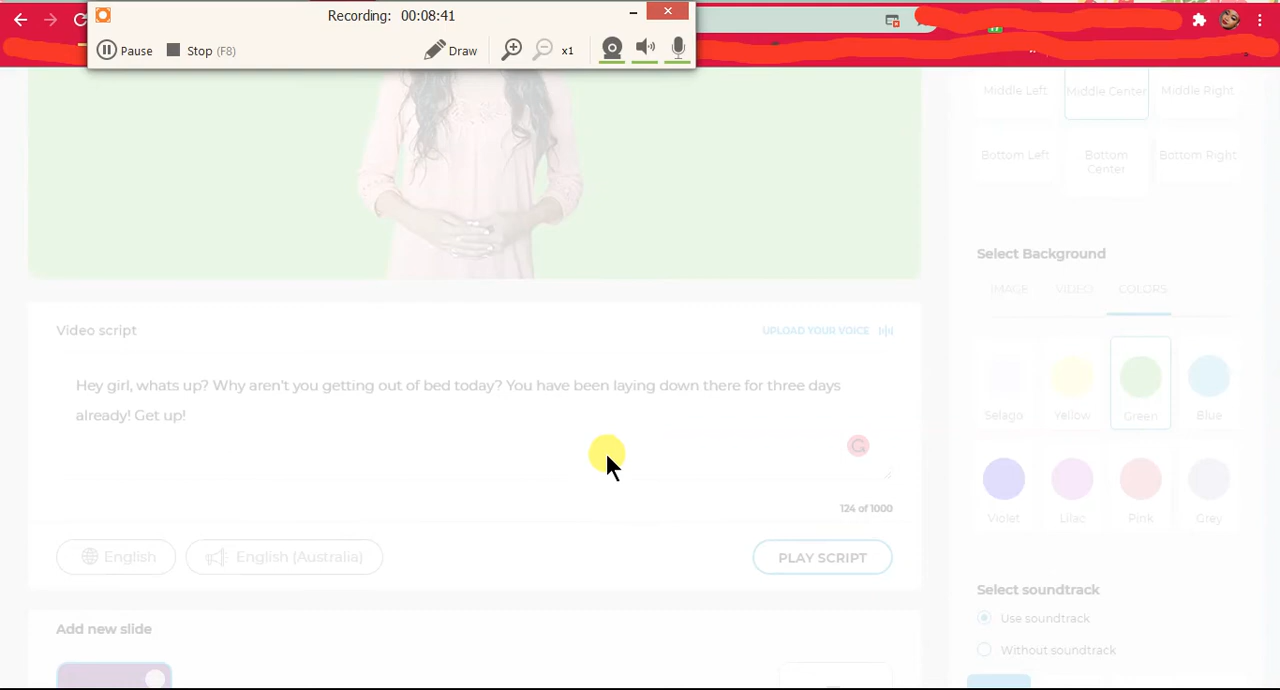 Recording: 00:08:41
Pause Stop (F8) Draw x1
Middle Left Middle Center Middle Right
Bottom Left Bottom Center Bottom Right
Select Background
IMAGE VIDEO COLORS
Video script
UPLOAD YOUR VOICE
Hey girl, whats up? Why aren't you getting out of bed today? You have been laying down there for three days
already! Get up!
Selago Yellow Green Blue
Violet Lilac Pink Grey
124 of 1000
English English (Australia) PLAY SCRIPT
Select soundtrack
Use soundtrack
Without soundtrack
Add new slide